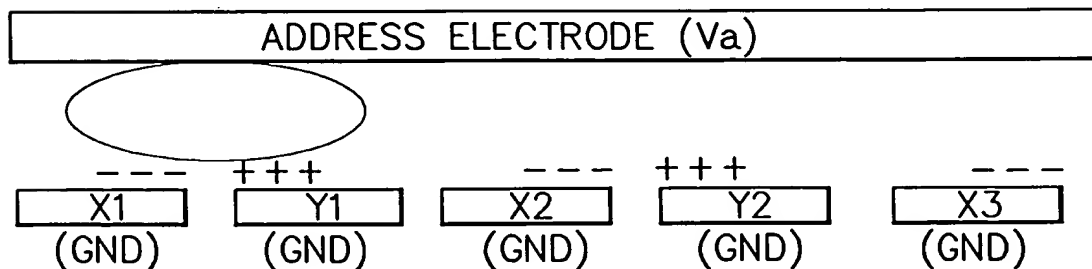 ADDRESS ELECTRODE (Va)
--- +++ --- +++ ---
X1 Y1 X2 Y2 X3
(GND) (GND) (GND) (GND) (GND)